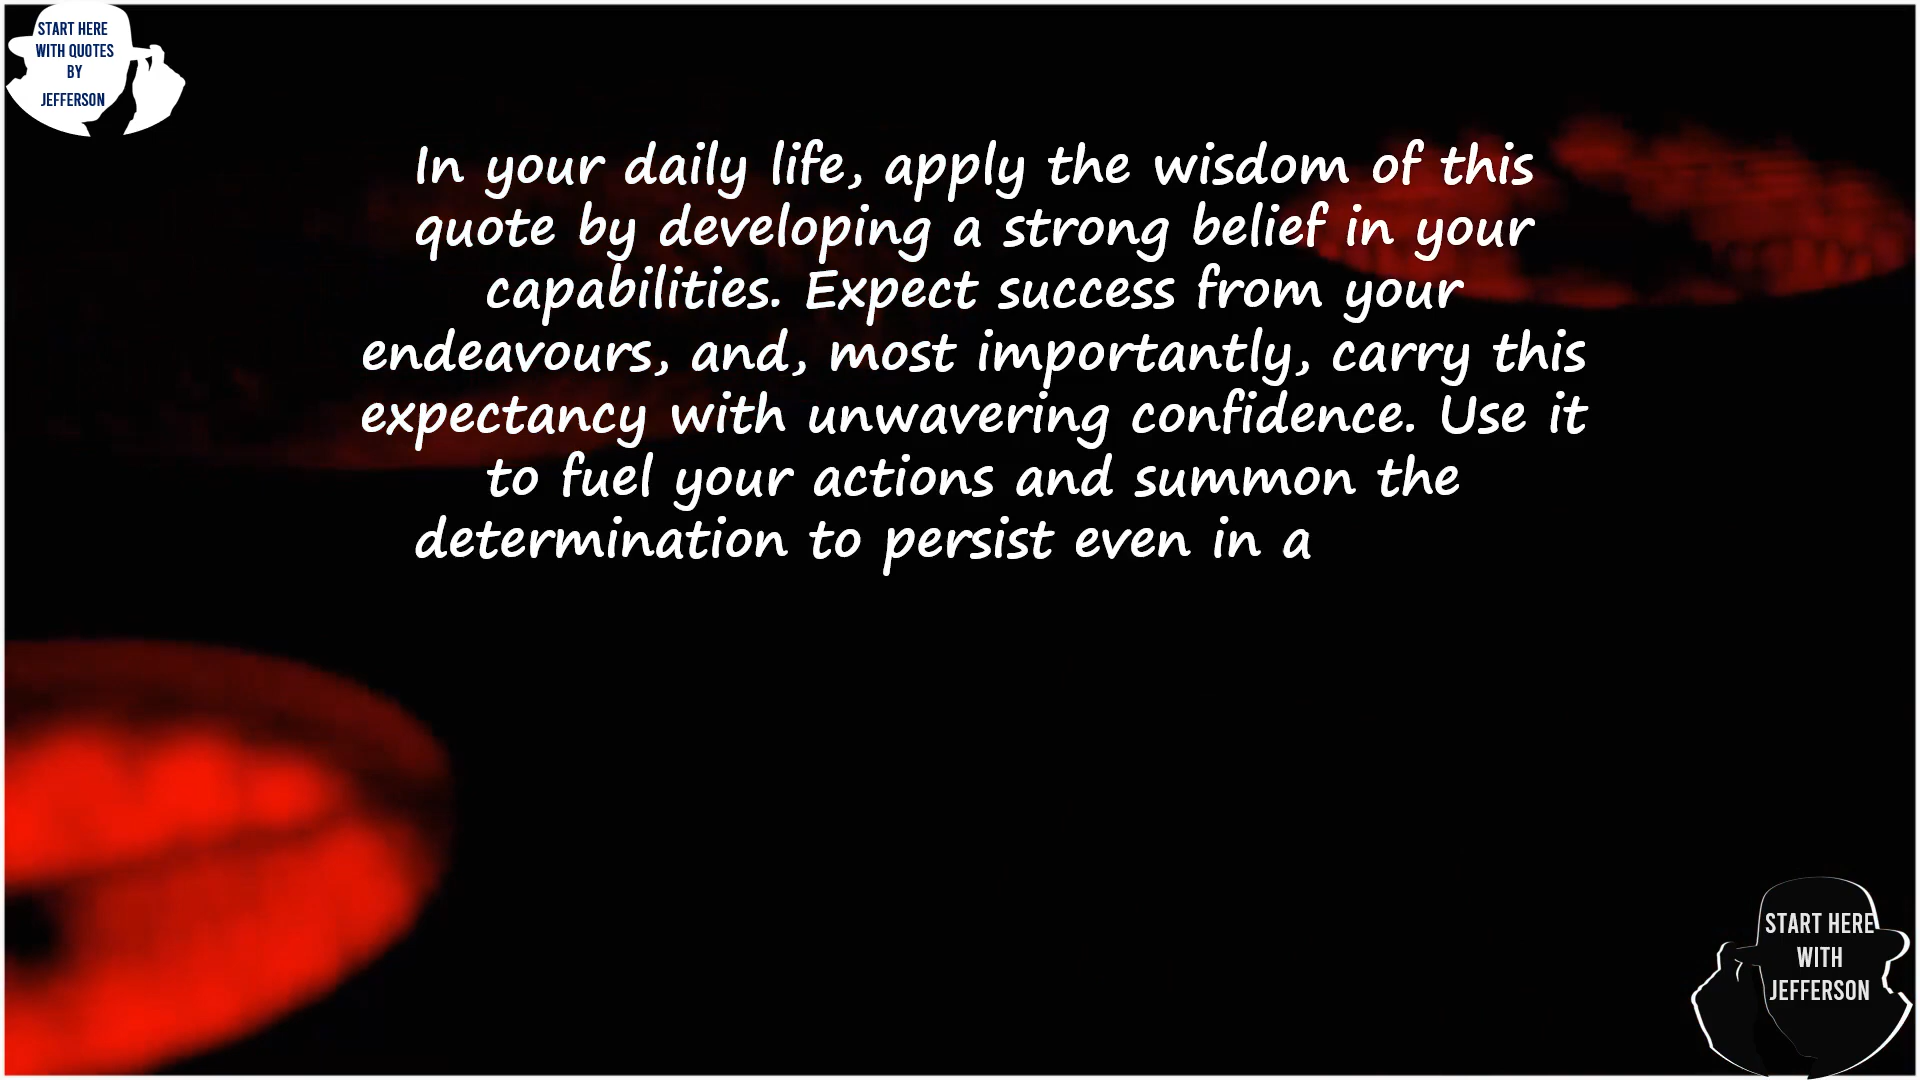 START HERE
WITH QUOTES
BY
JEFFERSON
In your daily life, apply the wisdom of this
quote by developing a strong belief in your
capabilities. Expect success from your
endeavours, and, most importantly, carry this
expectancy with unwavering confidence. Use it
to fuel your actions and summon the
determination to persist even in a
START HERE
WITH
JEFFERSON